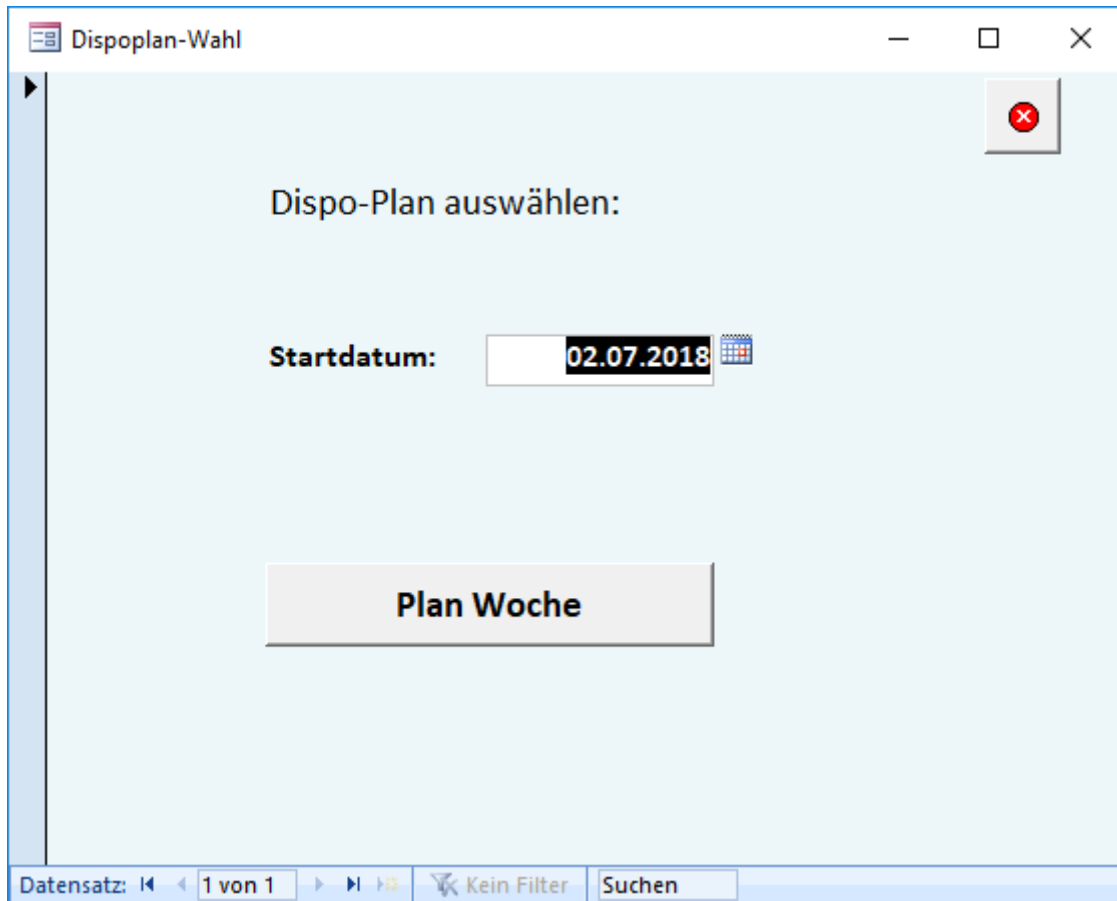 Dispoplan-Wahl
Dispo-Plan auswählen:
Startdatum: 02.07.2018
Plan Woche
Datensatz: 1 von 1 Kein Filter Suchen